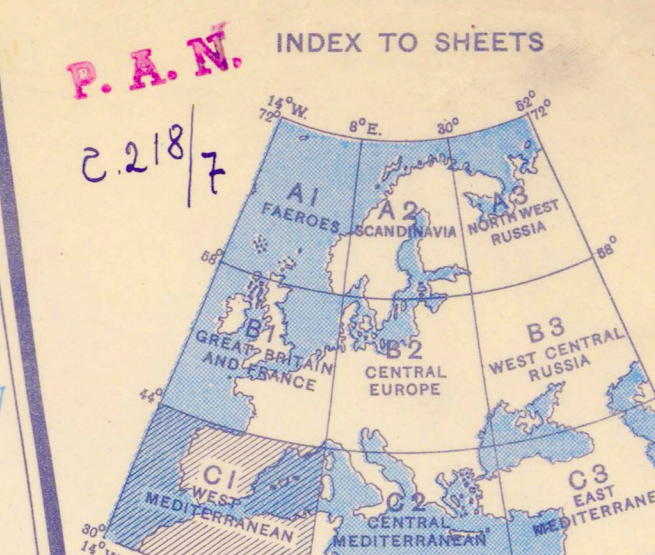 P. A. N.
INDEX TO SHEETS
C.218/7
14°W.
72°
8°E.
30°
52°
72°
A1
FAEROES
A2
SCANDINAVIA
A3
NORTH WEST
RUSSIA
58°
58°
B1
GREAT BRITAIN
AND FRANCE
B2
CENTRAL
EUROPE
B3
WEST CENTRAL
RUSSIA
44°
C1
WEST
MEDITERRANEAN
C2
CENTRAL
MEDITERRANEAN
C3
EAST
MEDITERRANE
30°
14°W